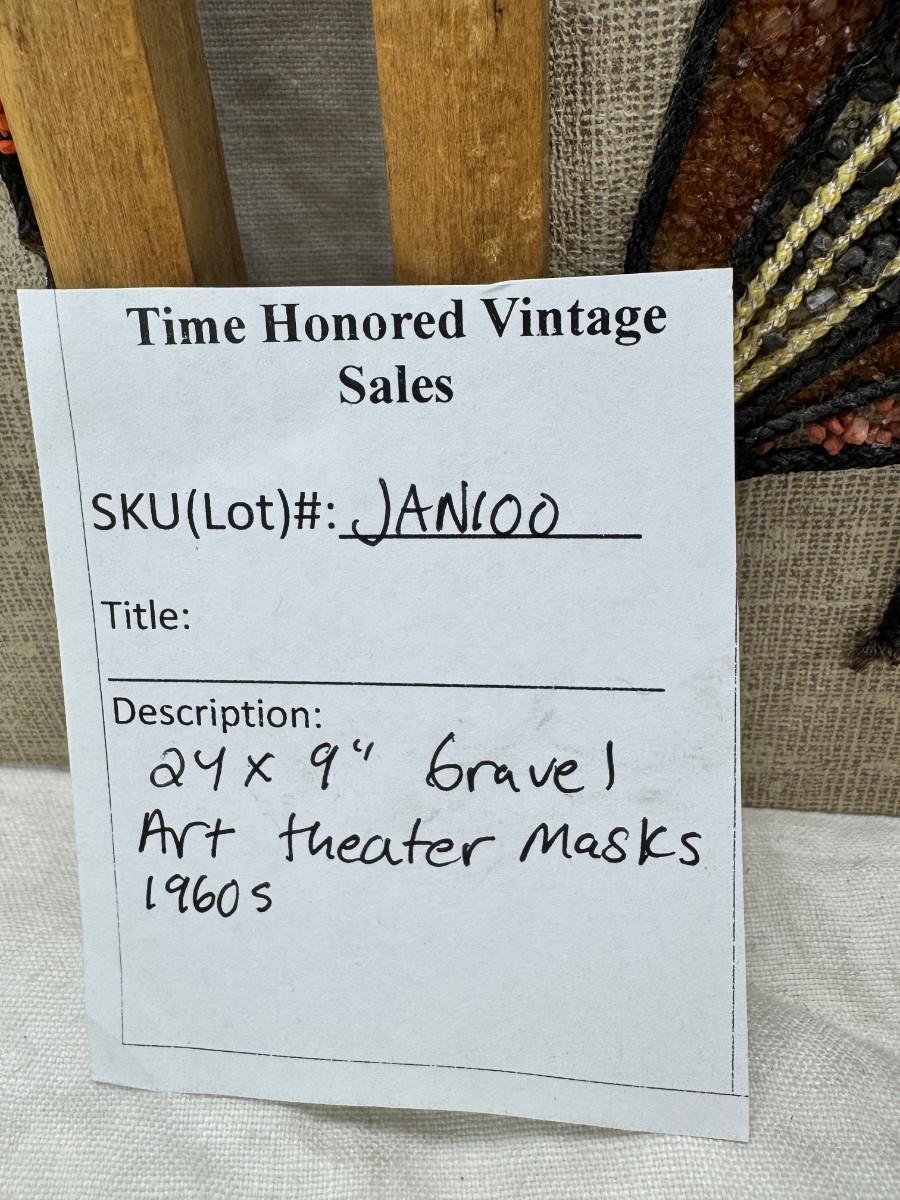 Time Honored Vintage
Sales
SKU(Lot)#: JAN100
Title:
Description:
24 x 9" Gravel
Art theater Masks
1960s